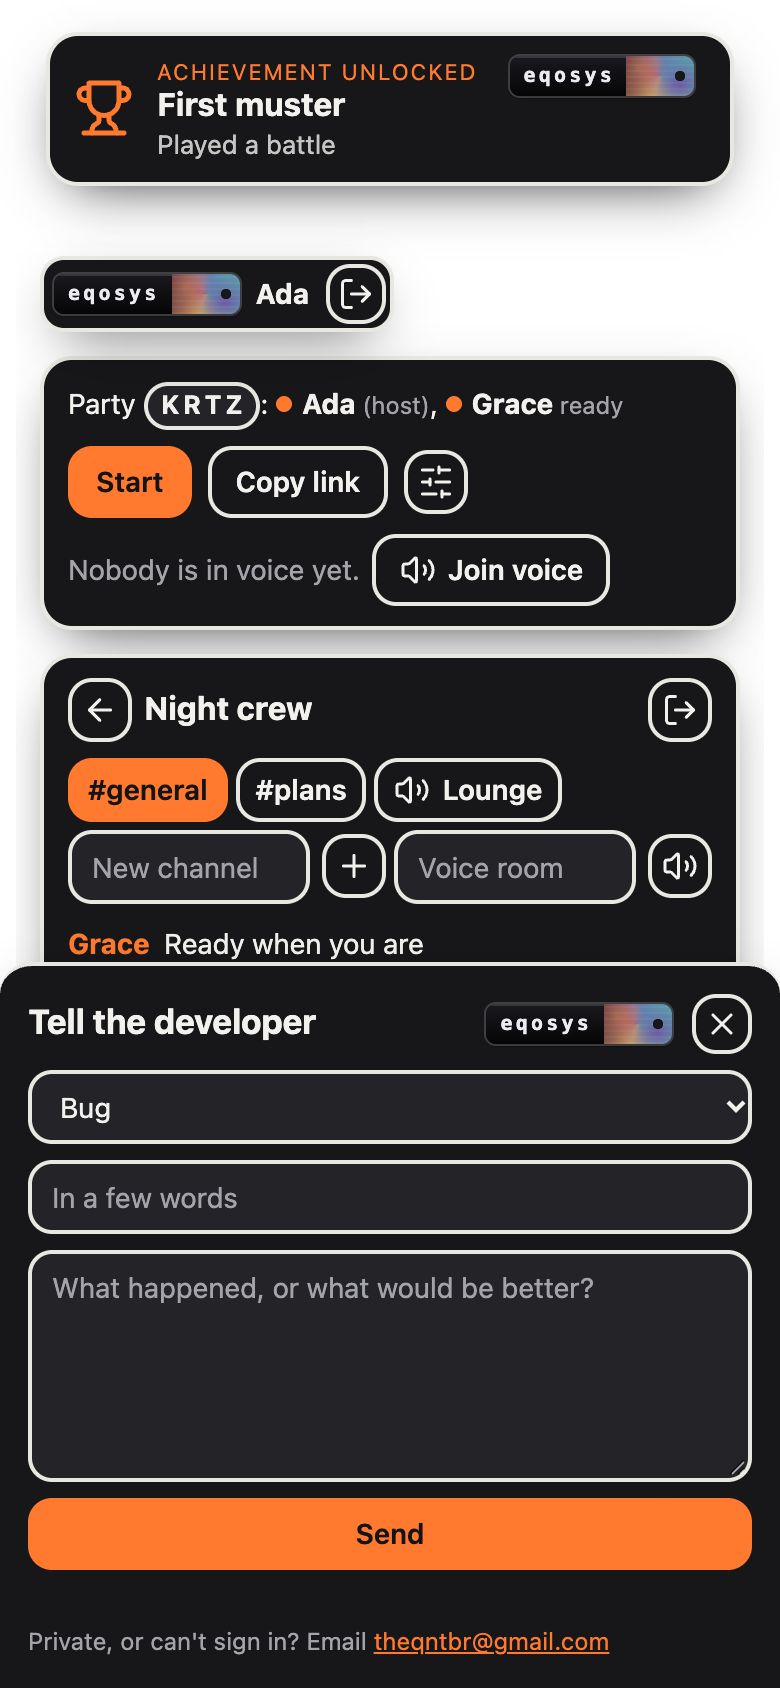 ACHIEVEMENT UNLOCKED
eqosys
First muster
Played a battle
eqosys Ada
Party KRTZ: Ada (host), Grace ready
Start Copy link
Nobody is in voice yet. Join voice
Night crew
#general #plans Lounge
New channel Voice room
Grace Ready when you are
Tell the developer eqosys
Bug
In a few words
What happened, or what would be better?
Send
Private, or can't sign in? Email theqntbr@gmail.com